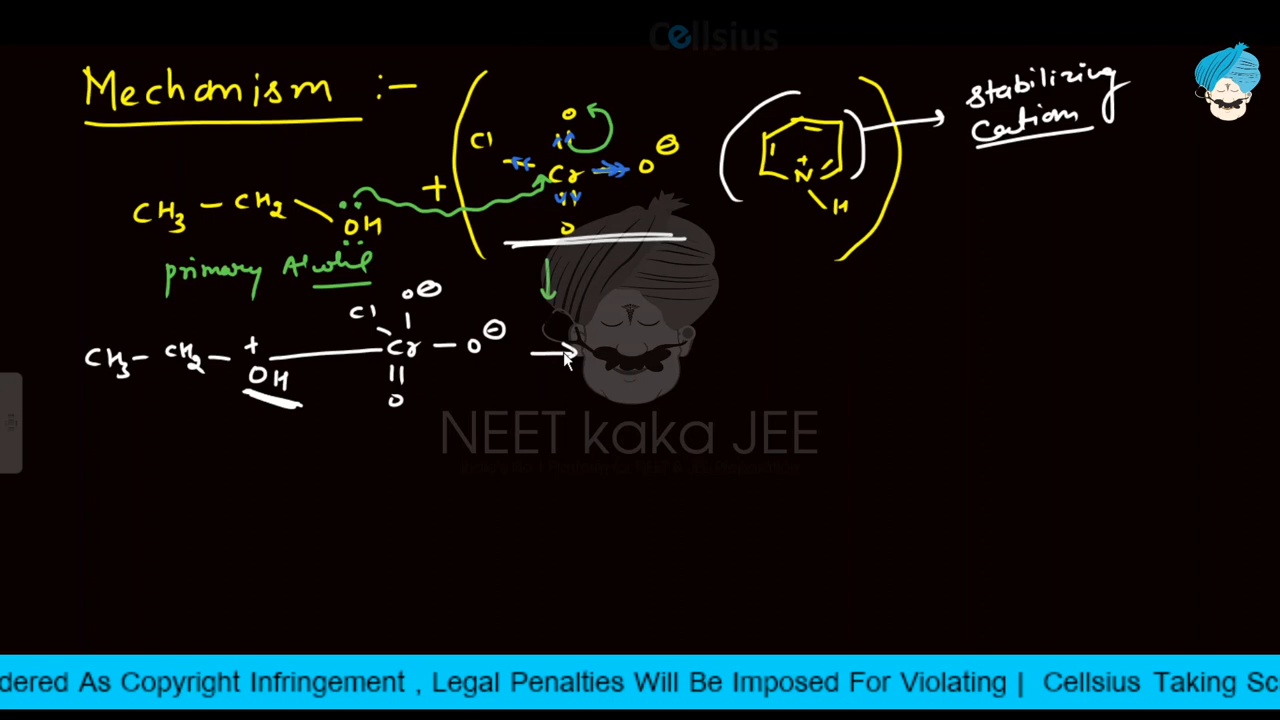 Cellsius
Mechanism :-
stabilizing
Cation
CH3 - CH2
OH
+
Cl
O
Cr
O ⊖
O
+
N
H
primary Alcohol
CH3 - CH2 -
+
OH
Cl
O ⊖
Cr - O ⊖
O
NEET kaka JEE
dered As Copyright Infringement , Legal Penalties Will Be Imposed For Violating | Cellsius Taking Sc